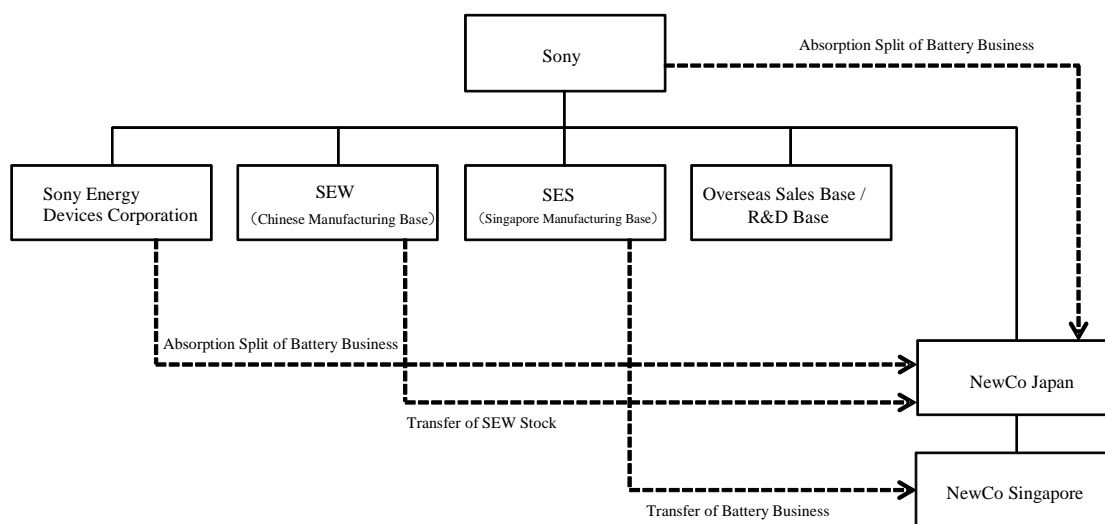 Absorption Split of Battery Business
Sony
Sony Energy
Devices Corporation
SEW
（Chinese Manufacturing Base）
SES
（Singapore Manufacturing Base）
Overseas Sales Base /
R&D Base
Absorption Split of Battery Business
NewCo Japan
Transfer of SEW Stock
NewCo Singapore
Transfer of Battery Business